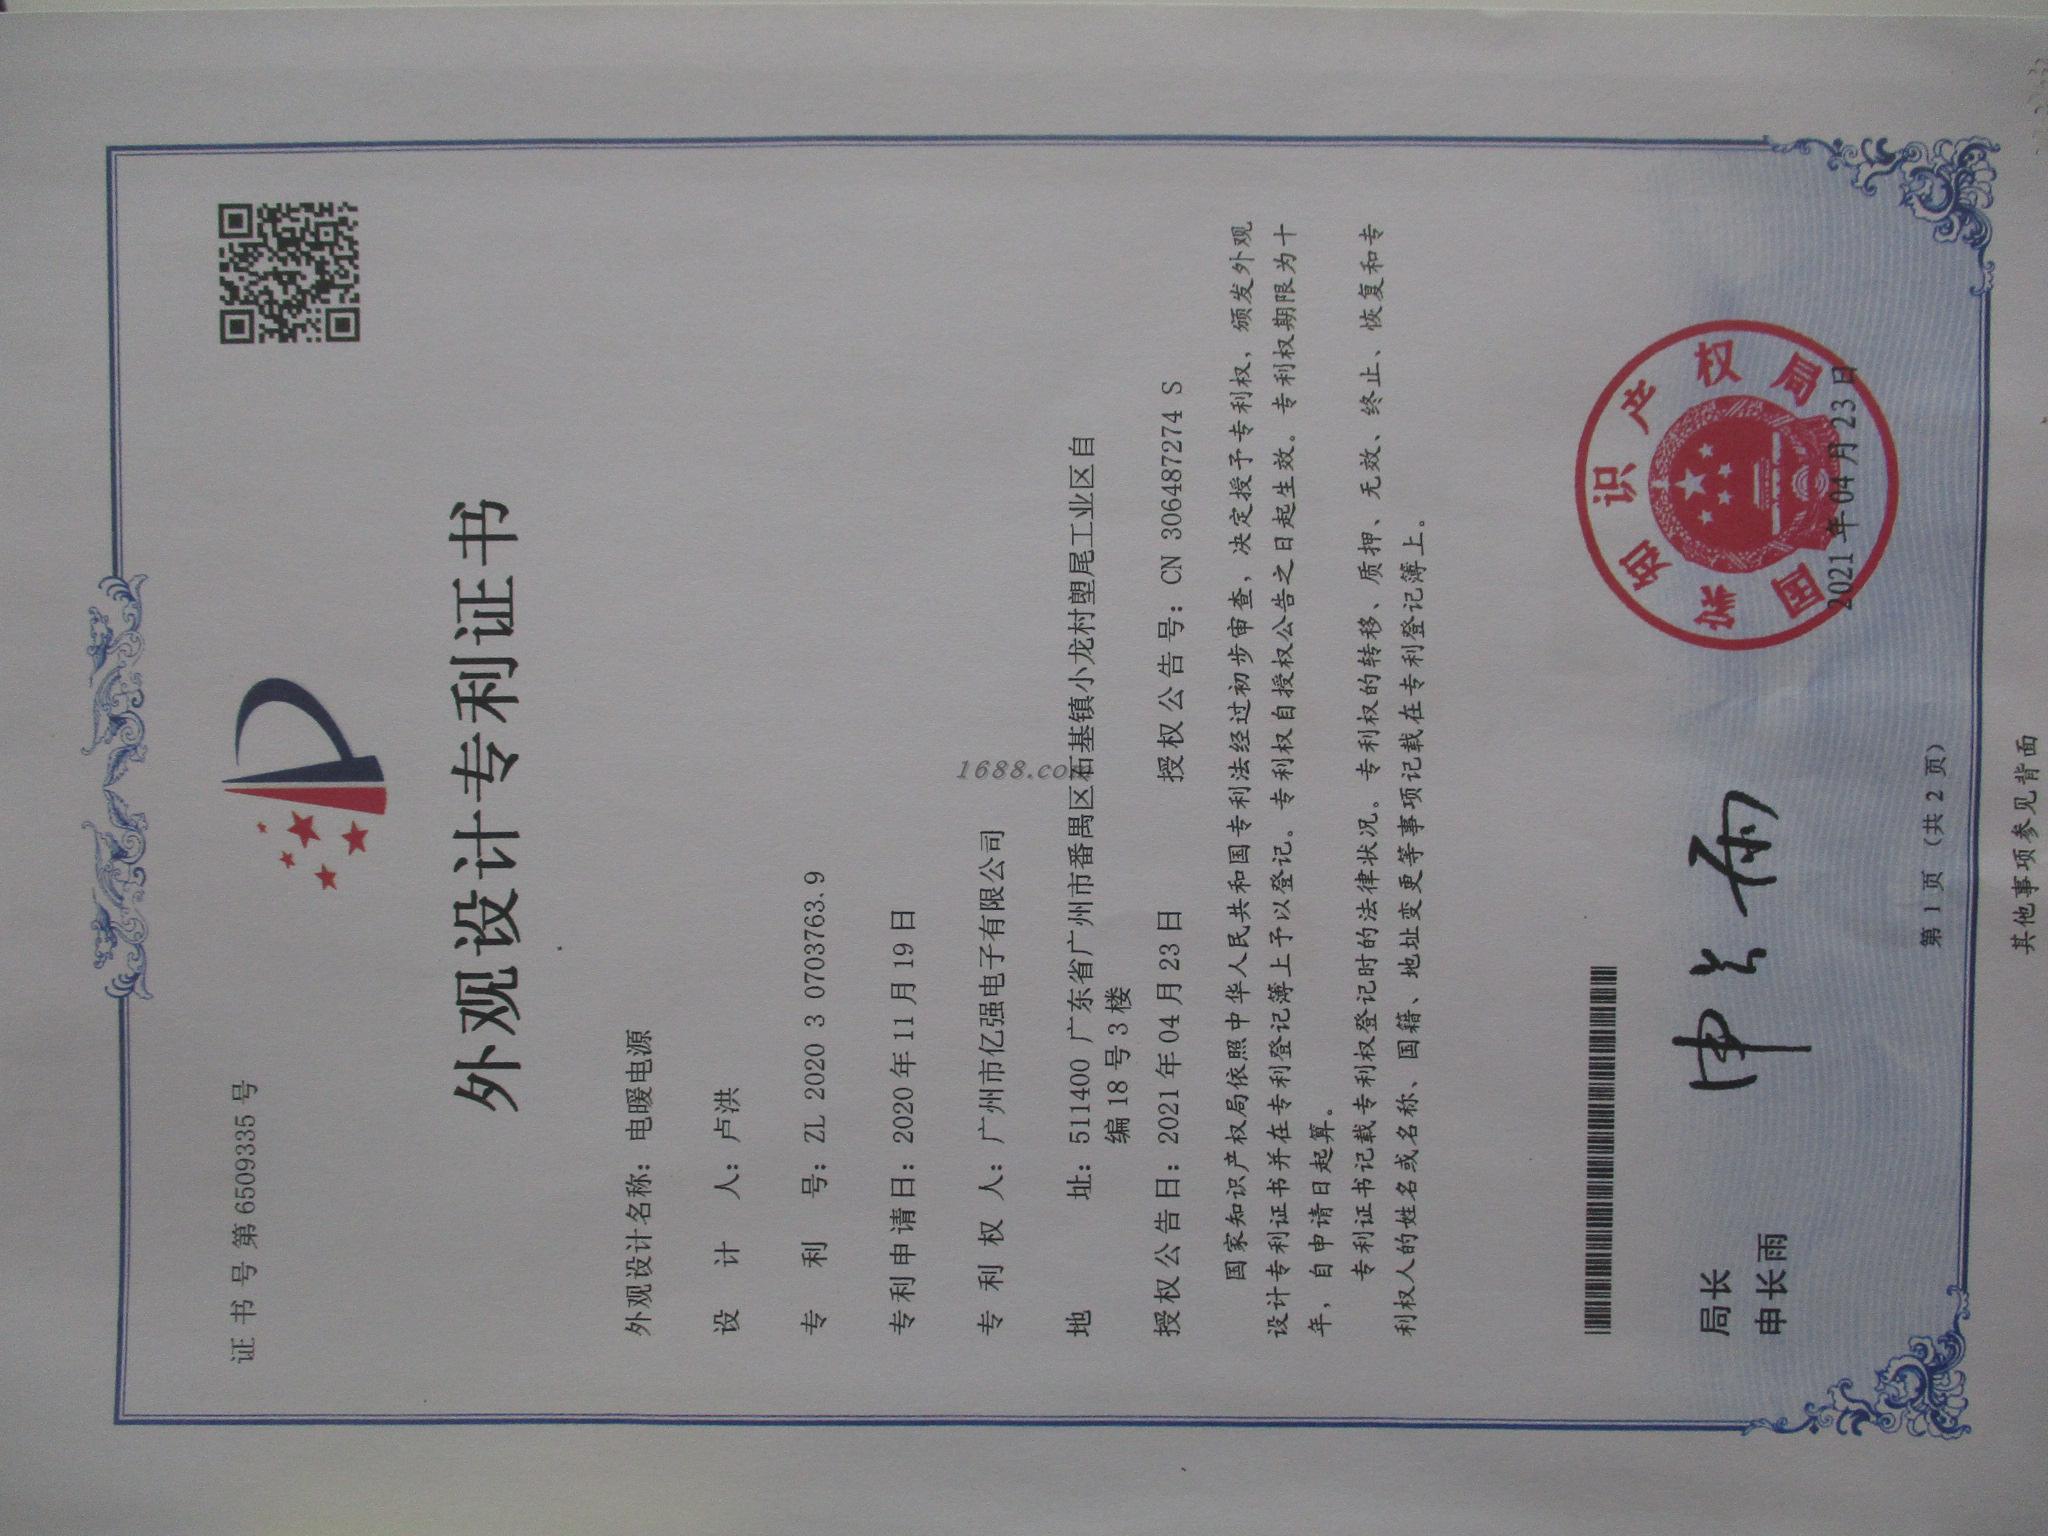 证书号第6509335号
外观设计专利证书
外观设计名称：电暖电源
设计人：卢洪
专利号：ZL 2020 3 0703763.9
专利申请日：2020年11月19日
专利权人：广州市亿强电子有限公司
地址：511400 广东省广州市番禺区石基镇小龙村塱尾工业区自
编18号3楼
授权公告日：2021年04月23日 授权公告号：CN 306487274 S
国家知识产权局依照中华人民共和国专利法经过初步审查，决定授予专利权，颁发外观
设计专利证书并在专利登记簿上予以登记。专利权自授权公告之日起生效。专利权期限为十
年，自申请日起算。
专利证书记载专利权登记时的法律状况。专利权的转移、质押、无效、终止、恢复和专
利权人的姓名或名称、国籍、地址变更等事项记载在专利登记簿上。
局长
申长雨
申长雨
国家知识产权局
2021年04月23日
第1页（共2页）
其他事项参见背面
1688.com